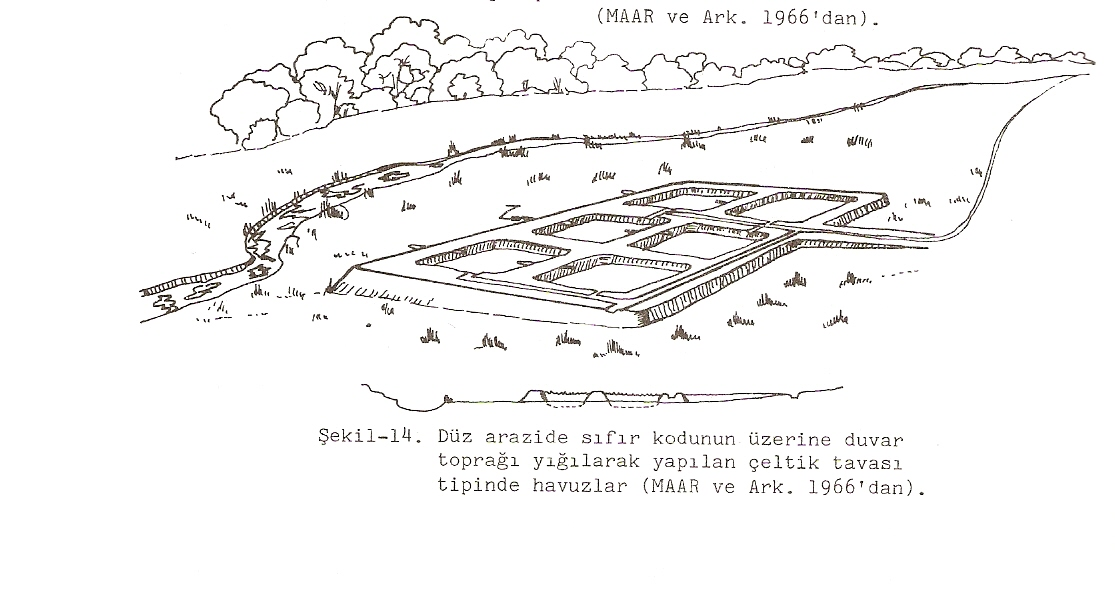 (MAAR ve Ark. 1966'dan).
Şekil-14. Düz arazide sıfır kodunun üzerine duvar
toprağı yığılarak yapılan çeltik tavası
tipinde havuzlar (MAAR ve Ark. 1966'dan).